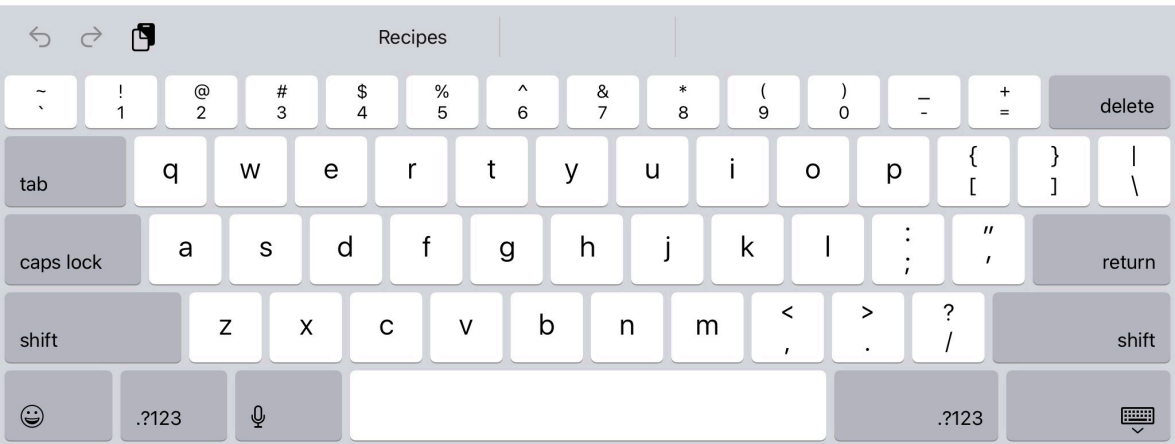 Recipes
~ ! @ # $ % ^ & * ( ) _ +
` 1 2 3 4 5 6 7 8 9 0 - = delete
{ } |
tab q w e r t y u i o p [ ] \
: "
caps lock a s d f g h j k l ; ' return
< > ?
shift z x c v b n m , . / shift
.?123 .?123